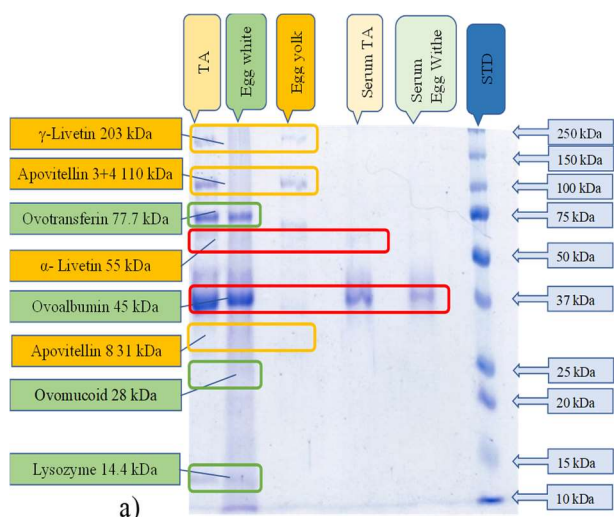 TA
Egg white
Egg yolk
Serum TA
Serum
Egg Withe
STD
γ-Livetin 203 kDa
Apovitellin 3+4 110 kDa
Ovotransferin 77.7 kDa
α- Livetin 55 kDa
Ovoalbumin 45 kDa
Apovitellin 8 31 kDa
Ovomucoid 28 kDa
Lysozyme 14.4 kDa
250 kDa
150 kDa
100 kDa
75 kDa
50 kDa
37 kDa
25 kDa
20 kDa
15 kDa
10 kDa
a)